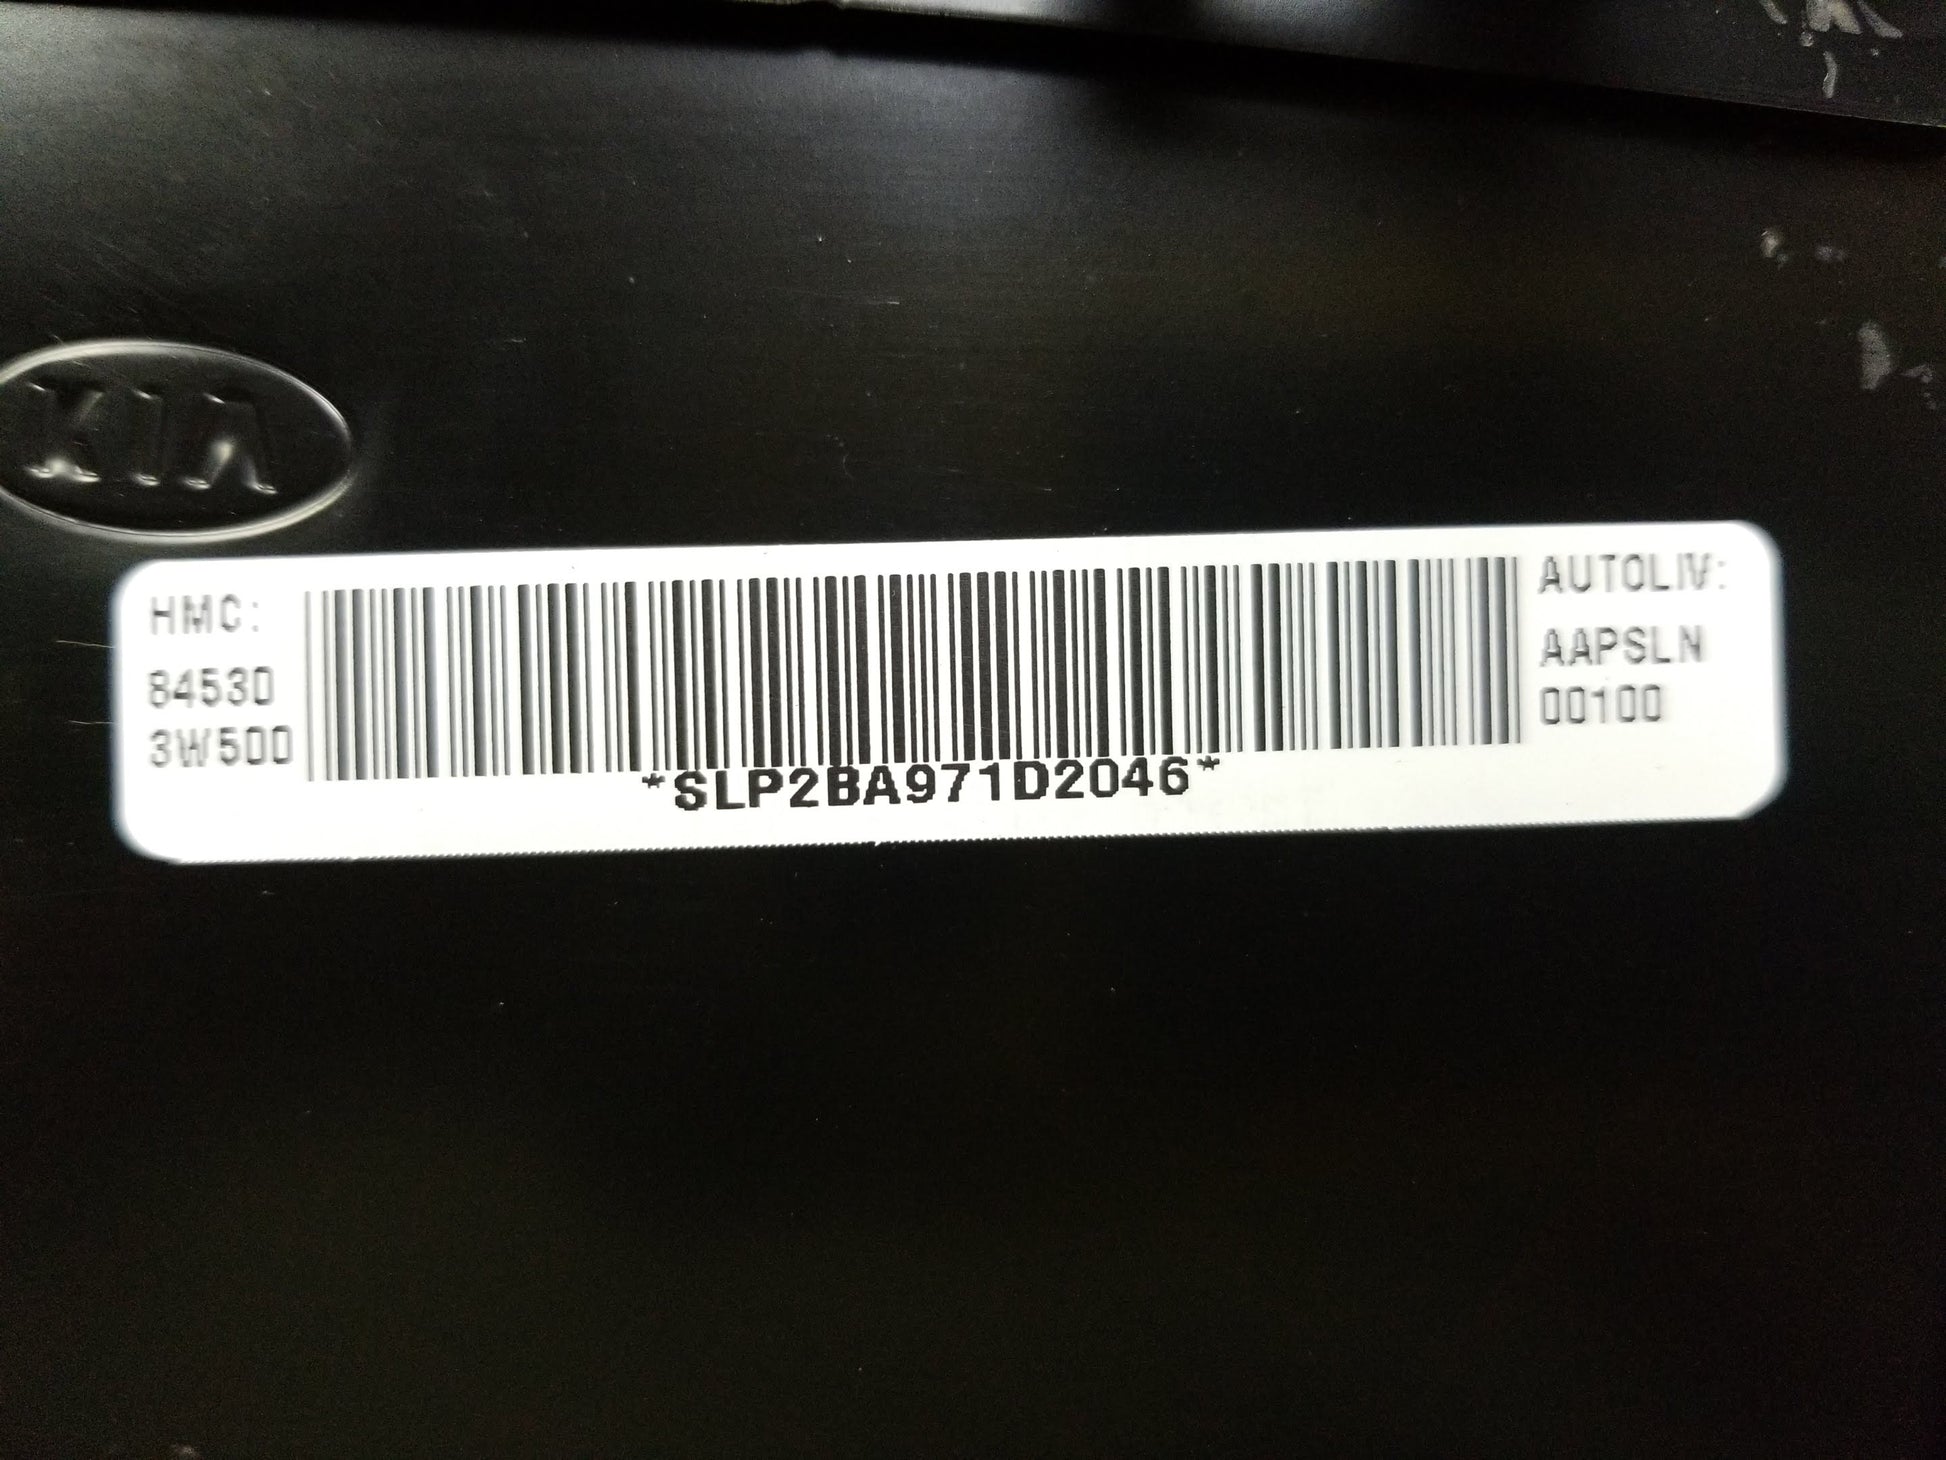 KIA
HMC:
84530
3W500
*SLP2BA971D2046*
AUTOLIV:
AAPSLN
00100